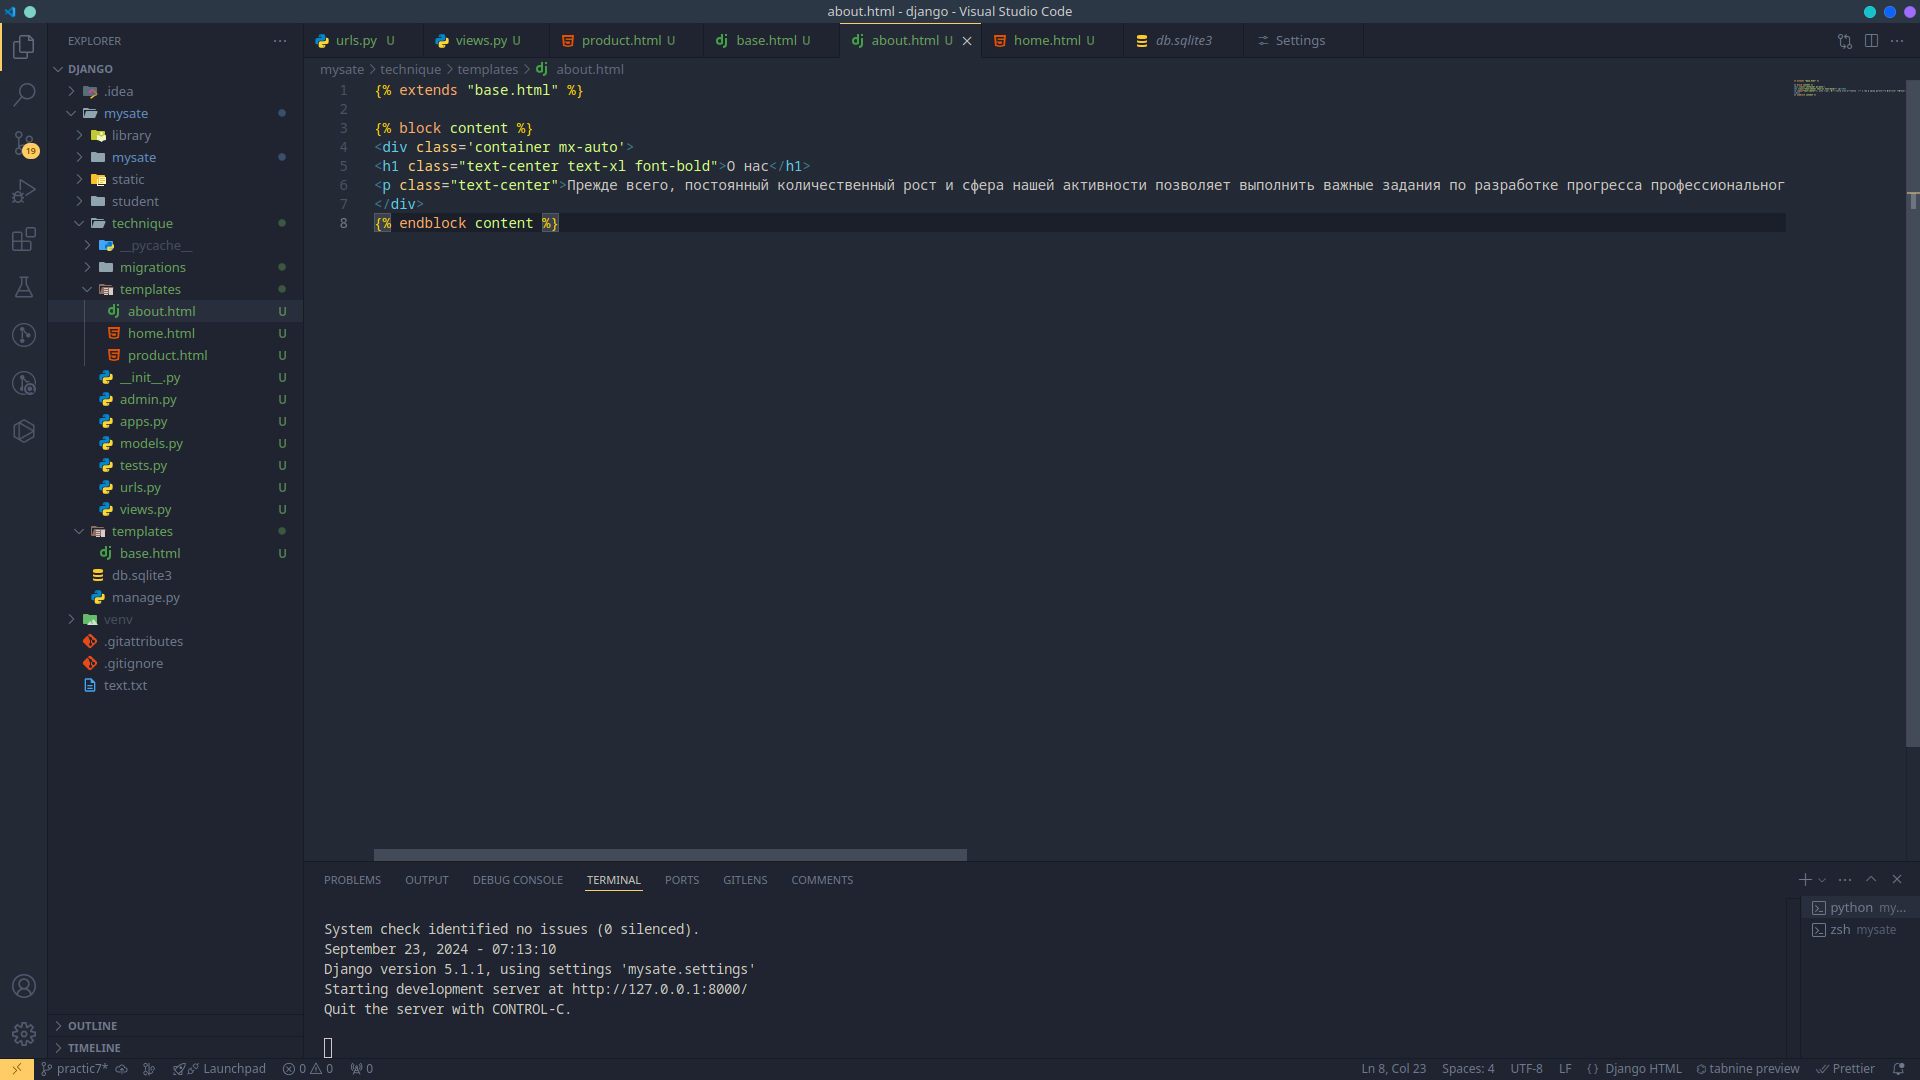 about.html - django - Visual Studio Code
EXPLORER
urls.py U
views.py U
product.html U
base.html U
about.html U
home.html U
db.sqlite3
Settings
DJANGO
mysate > technique > templates > about.html
.idea
mysate
library
mysate
static
student
technique
__pycache__
migrations
templates
about.html U
home.html U
product.html U
__init__.py U
admin.py U
apps.py U
models.py U
tests.py U
urls.py U
views.py U
templates
base.html U
db.sqlite3
manage.py
venv
.gitattributes
.gitignore
text.txt
OUTLINE
TIMELINE
19
1 {% extends "base.html" %}
2
3 {% block content %}
4 <div class='container mx-auto'>
5 <h1 class="text-center text-xl font-bold">О нас</h1>
6 <p class="text-center">Прежде всего, постоянный количественный рост и сфера нашей активности позволяет выполнить важные задания по разработке прогресса профессиональног
7 </div>
8 {% endblock content %}
PROBLEMS OUTPUT DEBUG CONSOLE TERMINAL PORTS GITLENS COMMENTS
System check identified no issues (0 silenced).
September 23, 2024 - 07:13:10
Django version 5.1.1, using settings 'mysate.settings'
Starting development server at http://127.0.0.1:8000/
Quit the server with CONTROL-C.
python my...
zsh mysate
practic7* Launchpad 0 0 0
Ln 8, Col 23 Spaces: 4 UTF-8 LF {} Django HTML tabnine preview Prettier